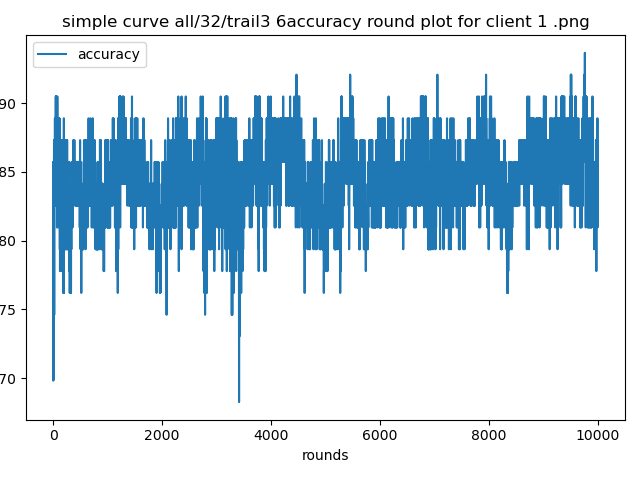 simple curve all/32/trail3 6accuracy round plot for client 1 .png
accuracy
90
85
80
75
70
0 2000 4000 6000 8000 10000
rounds